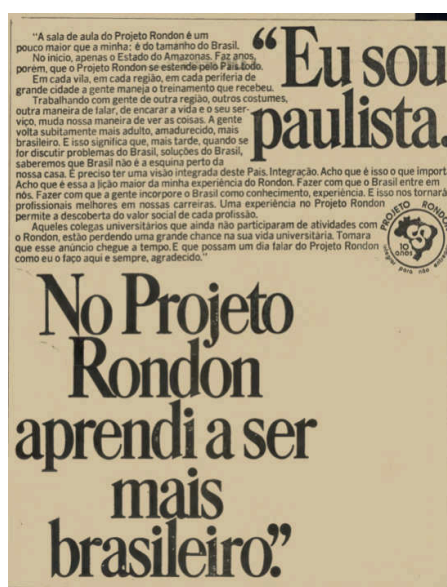 "A sala de aula do Projeto Rondon é um
pouco maior que a minha: é do tamanho do Brasil.
No início, apenas o Estado do Amazonas. Faz anos,
porém, que o Projeto Rondon se estende pelo País todo.
Em cada vila, em cada região, em cada periferia de
grande cidade a gente maneja o treinamento que recebeu.
Trabalhando com gente de outra região, outros costumes,
outra maneira de falar, de encarar a vida e o seu ser-
viço, muda nossa maneira de ver as coisas. A gente
volta subitamente mais adulto, amadurecido, mais
brasileiro. E isso significa que, mais tarde, quando se
for discutir problemas do Brasil, soluções do Brasil,
saberemos que Brasil não é a esquina perto da
nossa casa. É preciso ter uma visão integrada deste País. Integração. Acho que é isso o que import
Acho que é essa a lição maior da minha experiência do Rondon. Fazer com que o Brasil entre em
nós. Fazer com que a gente incorpore o Brasil como conhecimento, experiência. E isso nos tornará
profissionais melhores em nossas carreiras. Uma experiência no Projeto Rondon
permite a descoberta do valor social de cada profissão.
Aqueles colegas universitários que ainda não participaram de atividades com
o Rondon, estão perdendo uma grande chance na sua vida universitária. Tomara
que esse anúncio chegue a tempo. E que possam um dia falar do Projeto Rondon
como eu o faço aqui e sempre, agradecido."
"Eu sou
paulista.
PROJETO RONDON
10
anos
integrar para não
No Projeto
Rondon
aprendi a ser
mais
brasileiro."